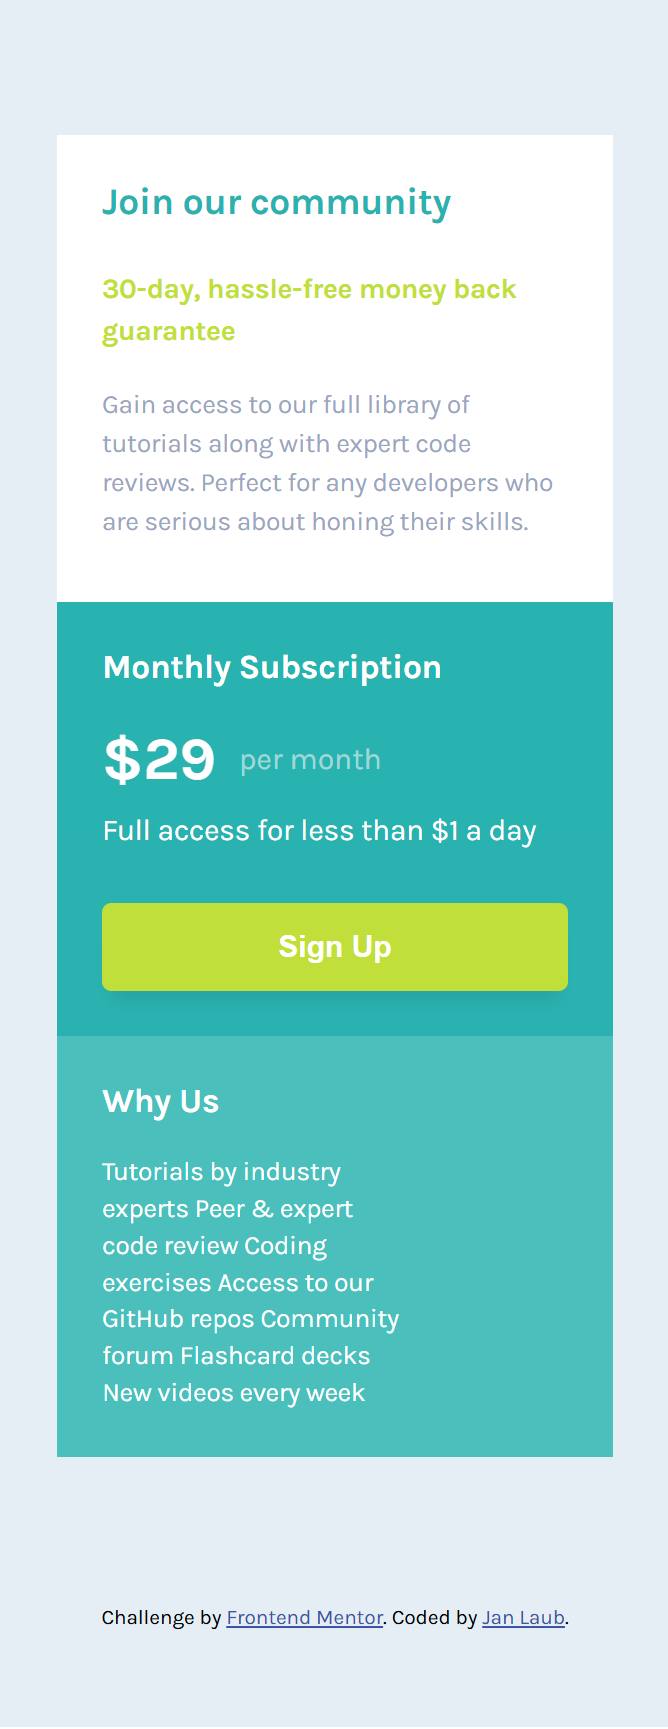 Join our community
30-day, hassle-free money back
guarantee
Gain access to our full library of
tutorials along with expert code
reviews. Perfect for any developers who
are serious about honing their skills.
Monthly Subscription
$29 per month
Full access for less than $1 a day
Sign Up
Why Us
Tutorials by industry
experts Peer & expert
code review Coding
exercises Access to our
GitHub repos Community
forum Flashcard decks
New videos every week
Challenge by Frontend Mentor. Coded by Jan Laub.